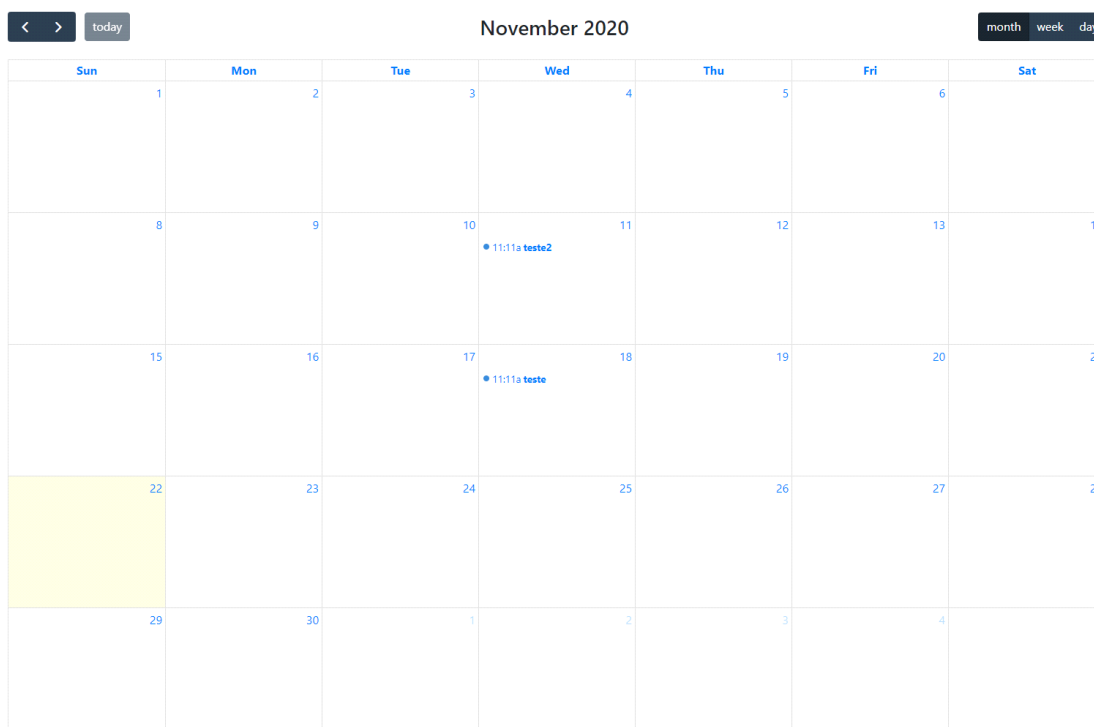 today November 2020 month week
Sun Mon Tue Wed Thu Fri Sat
1 2 3 4 5 6
8 9 10 11 12 13
11:11a teste2
15 16 17 18 19 20
11:11a teste
22 23 24 25 26 27
29 30 1 2 3 4